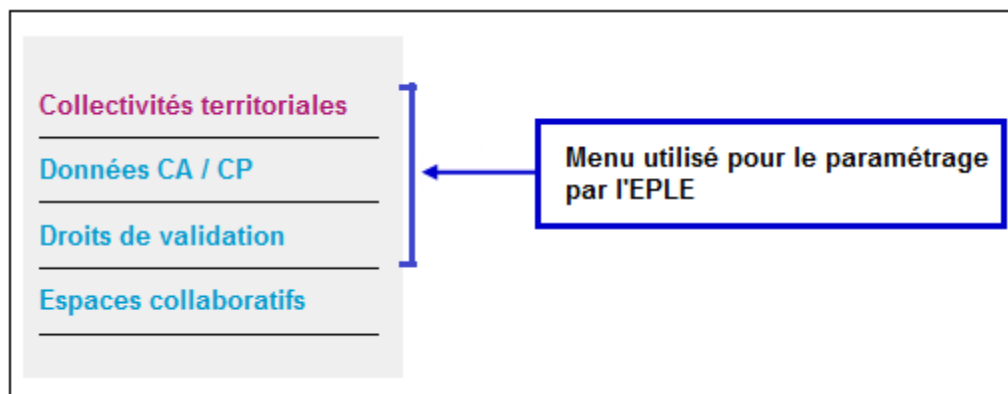 Collectivités territoriales
Données CA / CP
Droits de validation
Espaces collaboratifs
Menu utilisé pour le paramétrage
par l'EPLE